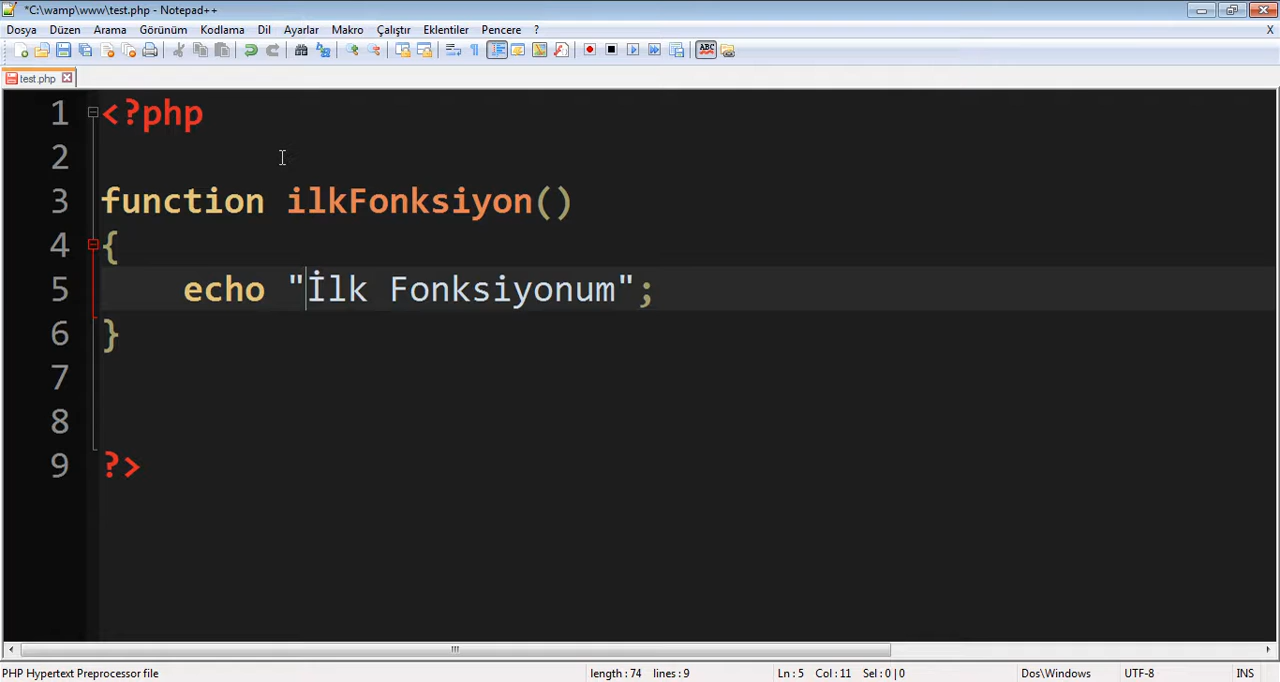 *C:\wamp\www\test.php - Notepad++
Dosya Düzen Arama Görünüm Kodlama Dil Ayarlar Makro Çalıştır Eklentiler Pencere ? X
ABC
test.php
1 <?php
2
3 function ilkFonksiyon()
4 {
5 echo "İlk Fonksiyonum";
6 }
7
8
9 ?>
PHP Hypertext Preprocessor file length : 74 lines : 9 Ln : 5 Col : 11 Sel : 0 | 0 Dos\Windows UTF-8 INS